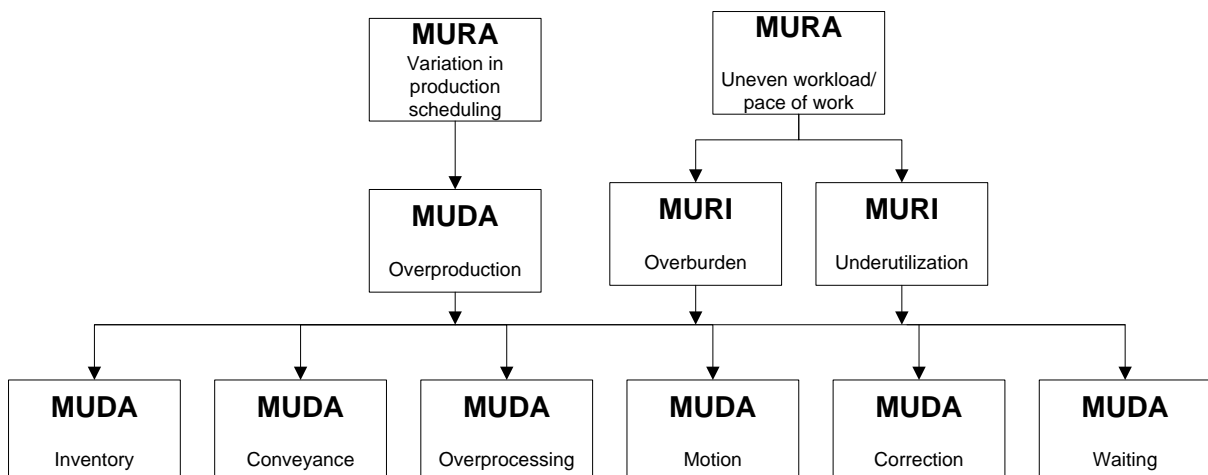 MURA
Variation in
production
scheduling
MURA
Uneven workload/
pace of work
MUDA
Overproduction
MURI
Overburden
MURI
Underutilization
MUDA
Inventory
MUDA
Conveyance
MUDA
Overprocessing
MUDA
Motion
MUDA
Correction
MUDA
Waiting